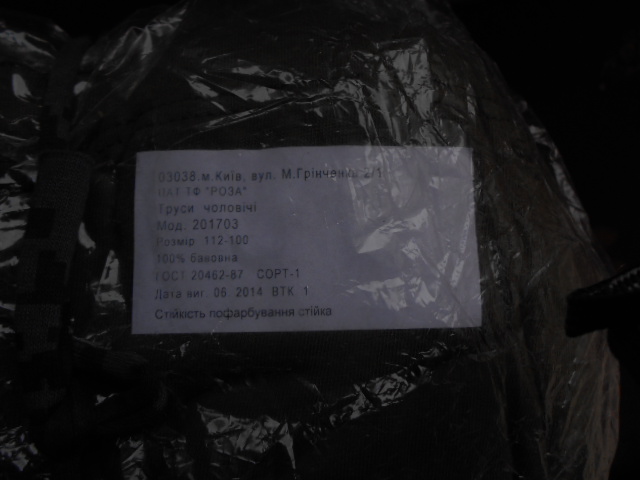 03038.м.Київ, вул. М.Грінченка 2/1
ПАТ ТФ "РОЗА"
Труси чоловічі
Мод. 201703
Розмір 112-100
100% бавовна
ГОСТ 20462-87 СОРТ-1
Дата виг. 06 2014 ВТК 1
Стійкість пофарбування стійка